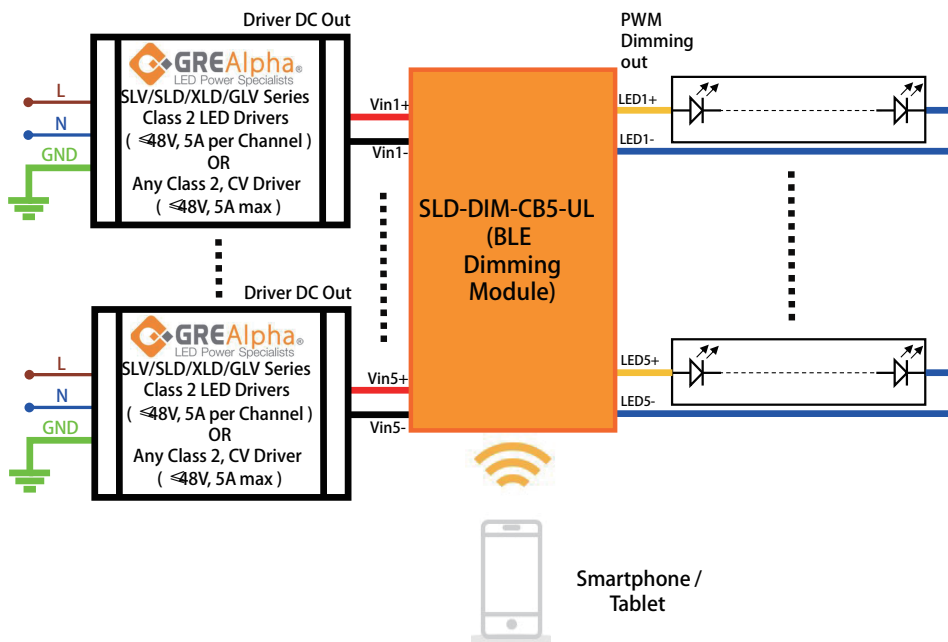 Driver DC Out
GREAlpha®
LED Power Specialists
SLV/SLD/XLD/GLV Series
Class 2 LED Drivers
( ≤48V, 5A per Channel )
OR
Any Class 2, CV Driver
( ≤48V, 5A max )
L
N
GND
Vin1+
Vin1-
Driver DC Out
GREAlpha®
LED Power Specialists
SLV/SLD/XLD/GLV Series
Class 2 LED Drivers
( ≤48V, 5A per Channel )
OR
Any Class 2, CV Driver
( ≤48V, 5A max )
L
N
GND
Vin5+
Vin5-
SLD-DIM-CB5-UL
(BLE
Dimming
Module)
PWM
Dimming
out
LED1+
LED1-
LED5+
LED5-
Smartphone /
Tablet